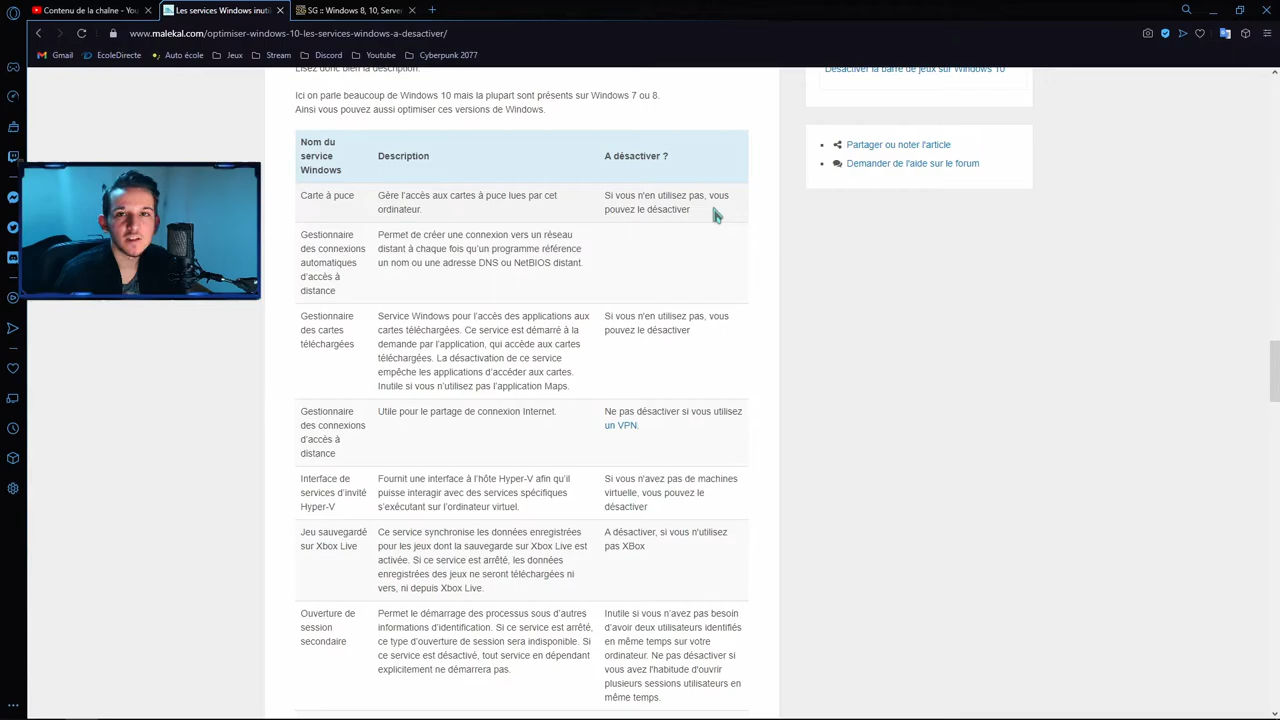 Contenu de la chaîne - You
Les services Windows inuti
SG :: Windows 8, 10, Server
www.malekal.com/optimiser-windows-10-les-services-windows-a-desactiver/
Gmail
EcoleDirecte
Auto école
Jeux
Stream
Discord
Youtube
Cyberpunk 2077
Lisez donc bien la description.
Ici on parle beaucoup de Windows 10 mais la plupart sont présents sur Windows 7 ou 8.
Ainsi vous pouvez aussi optimiser ces versions de Windows.
Nom du
service
Windows
Description
A désactiver ?
Carte à puce
Gère l'accès aux cartes à puce lues par cet
ordinateur.
Si vous n'en utilisez pas, vous
pouvez le désactiver
Gestionnaire
des connexions
automatiques
d'accès à
distance
Permet de créer une connexion vers un réseau
distant à chaque fois qu'un programme référence
un nom ou une adresse DNS ou NetBIOS distant.
Gestionnaire
des cartes
téléchargées
Service Windows pour l'accès des applications aux
cartes téléchargées. Ce service est démarré à la
demande par l'application, qui accède aux cartes
téléchargées. La désactivation de ce service
empêche les applications d'accéder aux cartes.
Inutile si vous n'utilisez pas l'application Maps.
Si vous n'en utilisez pas, vous
pouvez le désactiver
Gestionnaire
des connexions
d'accès à
distance
Utile pour le partage de connexion Internet.
Ne pas désactiver si vous utilisez
un VPN.
Interface de
services d'invité
Hyper-V
Fournit une interface à l'hôte Hyper-V afin qu'il
puisse interagir avec des services spécifiques
s'exécutant sur l'ordinateur virtuel.
Si vous n'avez pas de machines
virtuelle, vous pouvez le
désactiver
Jeu sauvegardé
sur Xbox Live
Ce service synchronise les données enregistrées
pour les jeux dont la sauvegarde sur Xbox Live est
activée. Si ce service est arrêté, les données
enregistrées des jeux ne seront téléchargées ni
vers, ni depuis Xbox Live.
A désactiver, si vous n'utilisez
pas XBox
Ouverture de
session
secondaire
Permet le démarrage des processus sous d'autres
informations d'identification. Si ce service est arrêté,
ce type d'ouverture de session sera indisponible. Si
ce service est désactivé, tout service en dépendant
explicitement ne démarrera pas.
Inutile si vous n'avez pas besoin
d'avoir deux utilisateurs identifiés
en même temps sur votre
ordinateur. Ne pas désactiver si
vous avez l'habitude d'ouvrir
plusieurs sessions utilisateurs en
même temps.
Désactiver la barre de jeux sur Windows 10
Partager ou noter l'article
Demander de l'aide sur le forum